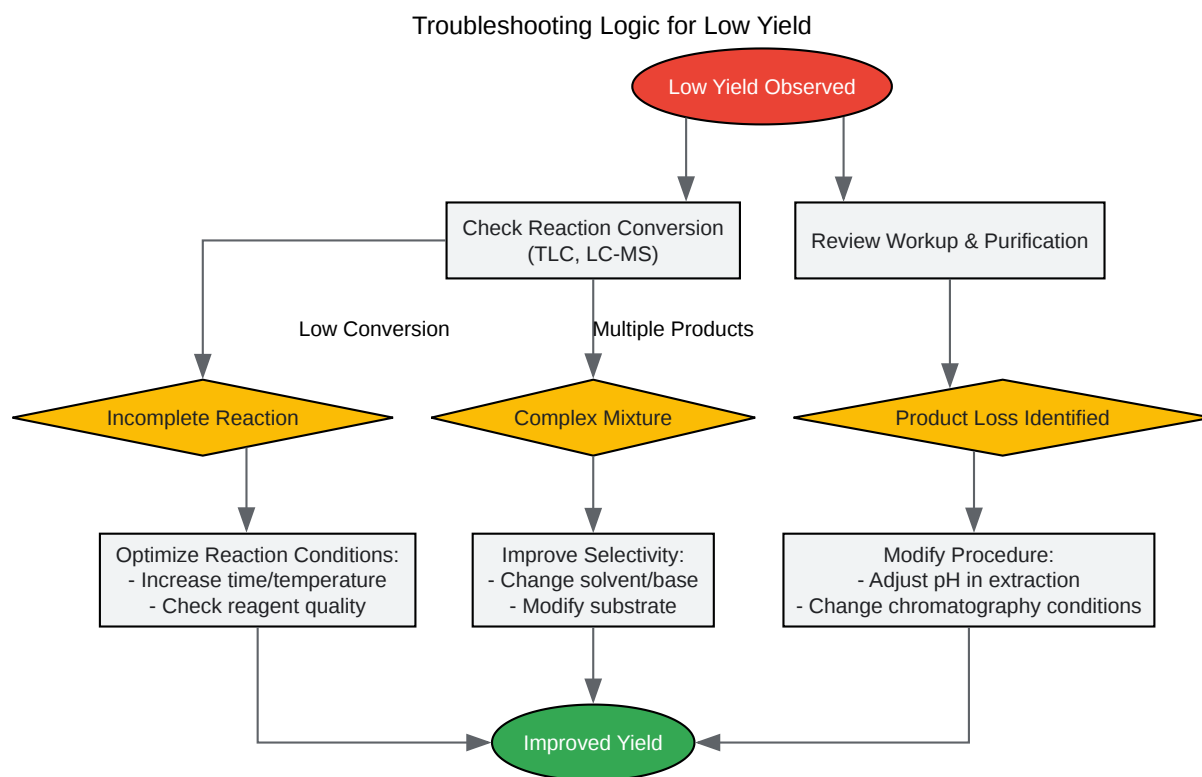 Troubleshooting Logic for Low Yield
Low Yield Observed
Check Reaction Conversion
(TLC, LC-MS)
Review Workup & Purification
Low Conversion
Multiple Products
Incomplete Reaction
Complex Mixture
Product Loss Identified
Optimize Reaction Conditions:
- Increase time/temperature
- Check reagent quality
Improve Selectivity:
- Change solvent/base
- Modify substrate
Modify Procedure:
- Adjust pH in extraction
- Change chromatography conditions
Improved Yield